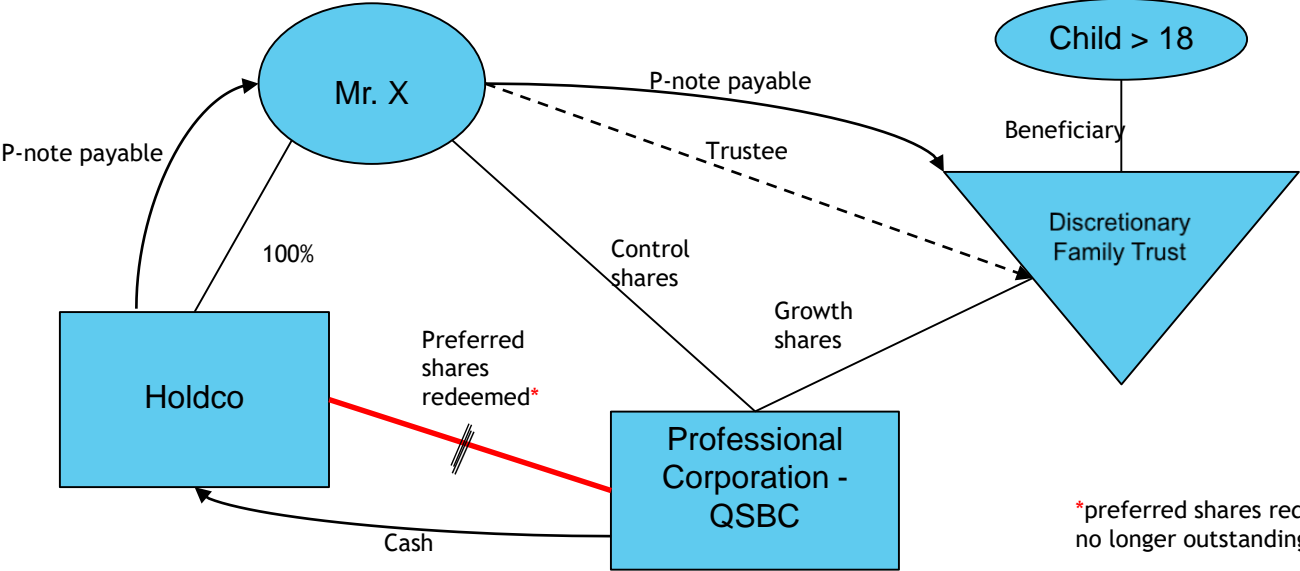 Child > 18
P-note payable
Mr. X
Beneficiary
P-note payable
Trustee
Discretionary
Family Trust
100%
Control
shares
Growth
shares
Preferred
shares
redeemed*
Holdco
Professional
Corporation -
QSBC
*preferred shares
no longer outstanding
Cash